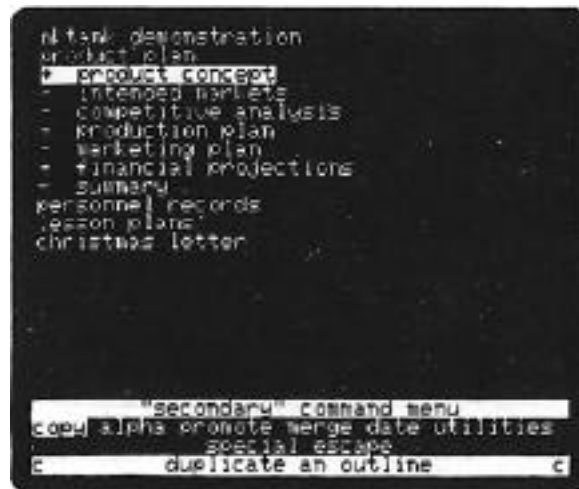 demonstration
product plan
+ product concept
- intended markets
- competitive analysis
- production plan
- marketing plan
+ financial projections
- summary
personnel records
lesson plans
christmas letter
"secondary" command menu
copy alpha promote merge date utilities
special escape
c duplicate an outline c